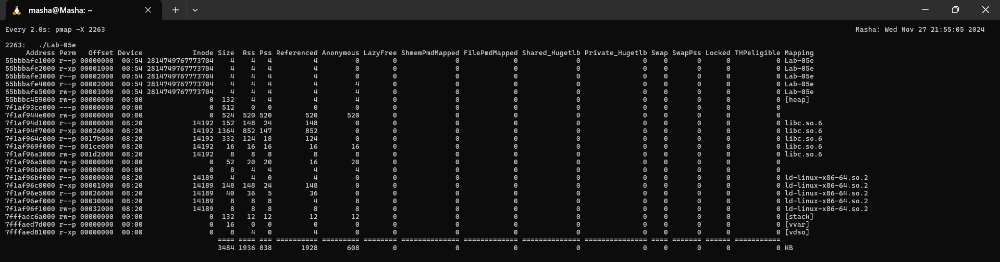 masha@Masha: ~
Every 2.0s: pmap -X 2263 Masha: Wed Nov 27 21:55:05 2024
2263: ./Lab-05e
Address Perm Offset Device Inode Size Rss Pss Referenced Anonymous LazyFree ShmemPmdMapped FilePmdMapped Shared_Hugetlb Private_Hugetlb Swap SwapPss Locked THPeligible Mapping
55bbbafe1000 r--p 00000000 00:54 2814749767773704 4 4 4 4 0 0 0 0 0 0 0 0 0 0 Lab-05e
55bbbafe2000 r-xp 00001000 00:54 2814749767773704 4 4 4 4 0 0 0 0 0 0 0 0 0 0 Lab-05e
55bbbafe3000 r--p 00002000 00:54 2814749767773704 4 4 4 4 0 0 0 0 0 0 0 0 0 0 Lab-05e
55bbbafe4000 r--p 00002000 00:54 2814749767773704 4 4 4 4 4 0 0 0 0 0 0 0 0 0 Lab-05e
55bbbafe5000 rw-p 00003000 00:54 2814749767773704 4 4 4 4 4 0 0 0 0 0 0 0 0 0 Lab-05e
55bbbc459000 rw-p 00000000 00:00 0 132 4 4 4 4 0 0 0 0 0 0 0 0 0 [heap]
7f1af93ce000 ---p 00000000 00:00 0 512 0 0 0 0 0 0 0 0 0 0 0 0 0
7f1af944e000 rw-p 00000000 00:00 0 524 520 520 520 520 0 0 0 0 0 0 0 0 0
7f1af94d1000 r--p 00000000 08:20 14192 152 148 24 148 0 0 0 0 0 0 0 0 0 0 libc.so.6
7f1af94f7000 r-xp 00026000 08:20 14192 1364 852 147 852 0 0 0 0 0 0 0 0 0 0 libc.so.6
7f1af964c000 r--p 0017b000 08:20 14192 332 124 18 124 0 0 0 0 0 0 0 0 0 0 libc.so.6
7f1af969f000 r--p 001ce000 08:20 14192 16 16 16 16 16 0 0 0 0 0 0 0 0 0 libc.so.6
7f1af96a3000 rw-p 001d2000 08:20 14192 8 8 8 8 8 0 0 0 0 0 0 0 0 0 libc.so.6
7f1af96a5000 rw-p 00000000 00:00 0 52 20 20 16 20 0 0 0 0 0 0 0 0 0
7f1af96bd000 rw-p 00000000 00:00 0 8 4 4 4 4 0 0 0 0 0 0 0 0 0
7f1af96bf000 r--p 00000000 08:20 14189 4 4 0 4 0 0 0 0 0 0 0 0 0 0 ld-linux-x86-64.so.2
7f1af96c0000 r-xp 00001000 08:20 14189 148 148 24 148 0 0 0 0 0 0 0 0 0 0 ld-linux-x86-64.so.2
7f1af96e5000 r--p 00026000 08:20 14189 40 36 5 36 0 0 0 0 0 0 0 0 0 0 ld-linux-x86-64.so.2
7f1af96ef000 r--p 00030000 08:20 14189 8 8 8 4 8 0 0 0 0 0 0 0 0 0 ld-linux-x86-64.so.2
7f1af96f1000 rw-p 00032000 08:20 14189 8 8 8 8 8 0 0 0 0 0 0 0 0 0 ld-linux-x86-64.so.2
7fffaec6a000 rw-p 00000000 00:00 0 132 12 12 12 12 0 0 0 0 0 0 0 0 0 [stack]
7fffaed7d000 r--p 00000000 00:00 0 16 0 0 0 0 0 0 0 0 0 0 0 0 0 [vvar]
7fffaed81000 r-xp 00000000 00:00 0 8 4 0 4 0 0 0 0 0 0 0 0 0 0 [vdso]
==== ==== === ========== ========= ======== ============== ============= ============== =============== ==== ======= ====== ===========
3484 1936 838 1928 608 0 0 0 0 0 0 0 0 0 KB